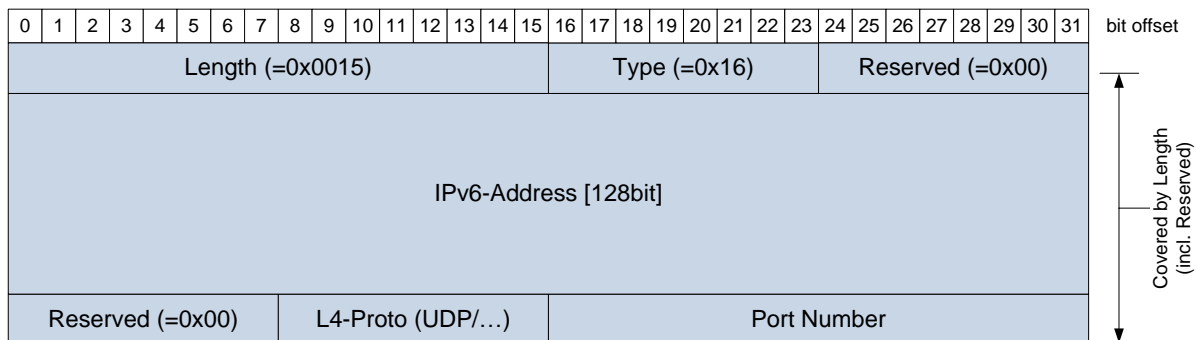 0 1 2 3 4 5 6 7 8 9 10 11 12 13 14 15 16 17 18 19 20 21 22 23 24 25 26 27 28 29 30 31 bit offset
Length (=0x0015) Type (=0x16) Reserved (=0x00)
IPv6-Address [128bit]
Reserved (=0x00) L4-Proto (UDP/…) Port Number
Covered by Length
(incl. Reserved)